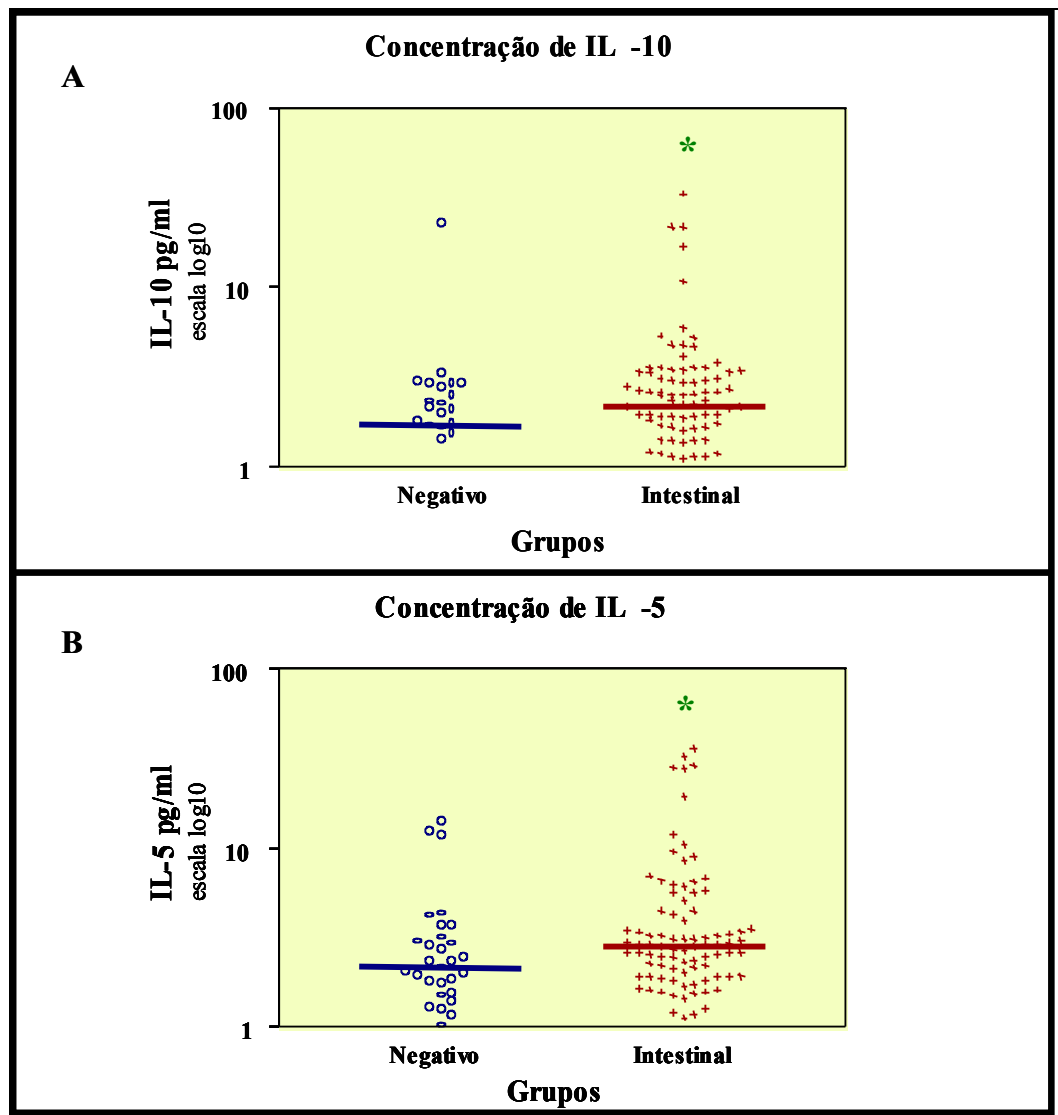 Concentração de IL -10
A
100
*
IL-10 pg/ml
escala log10
10
1
Negativo Intestinal
Grupos
Concentração de IL -5
B
100
*
IL-5 pg/ml
escala log10
10
1
Negativo Intestinal
Grupos